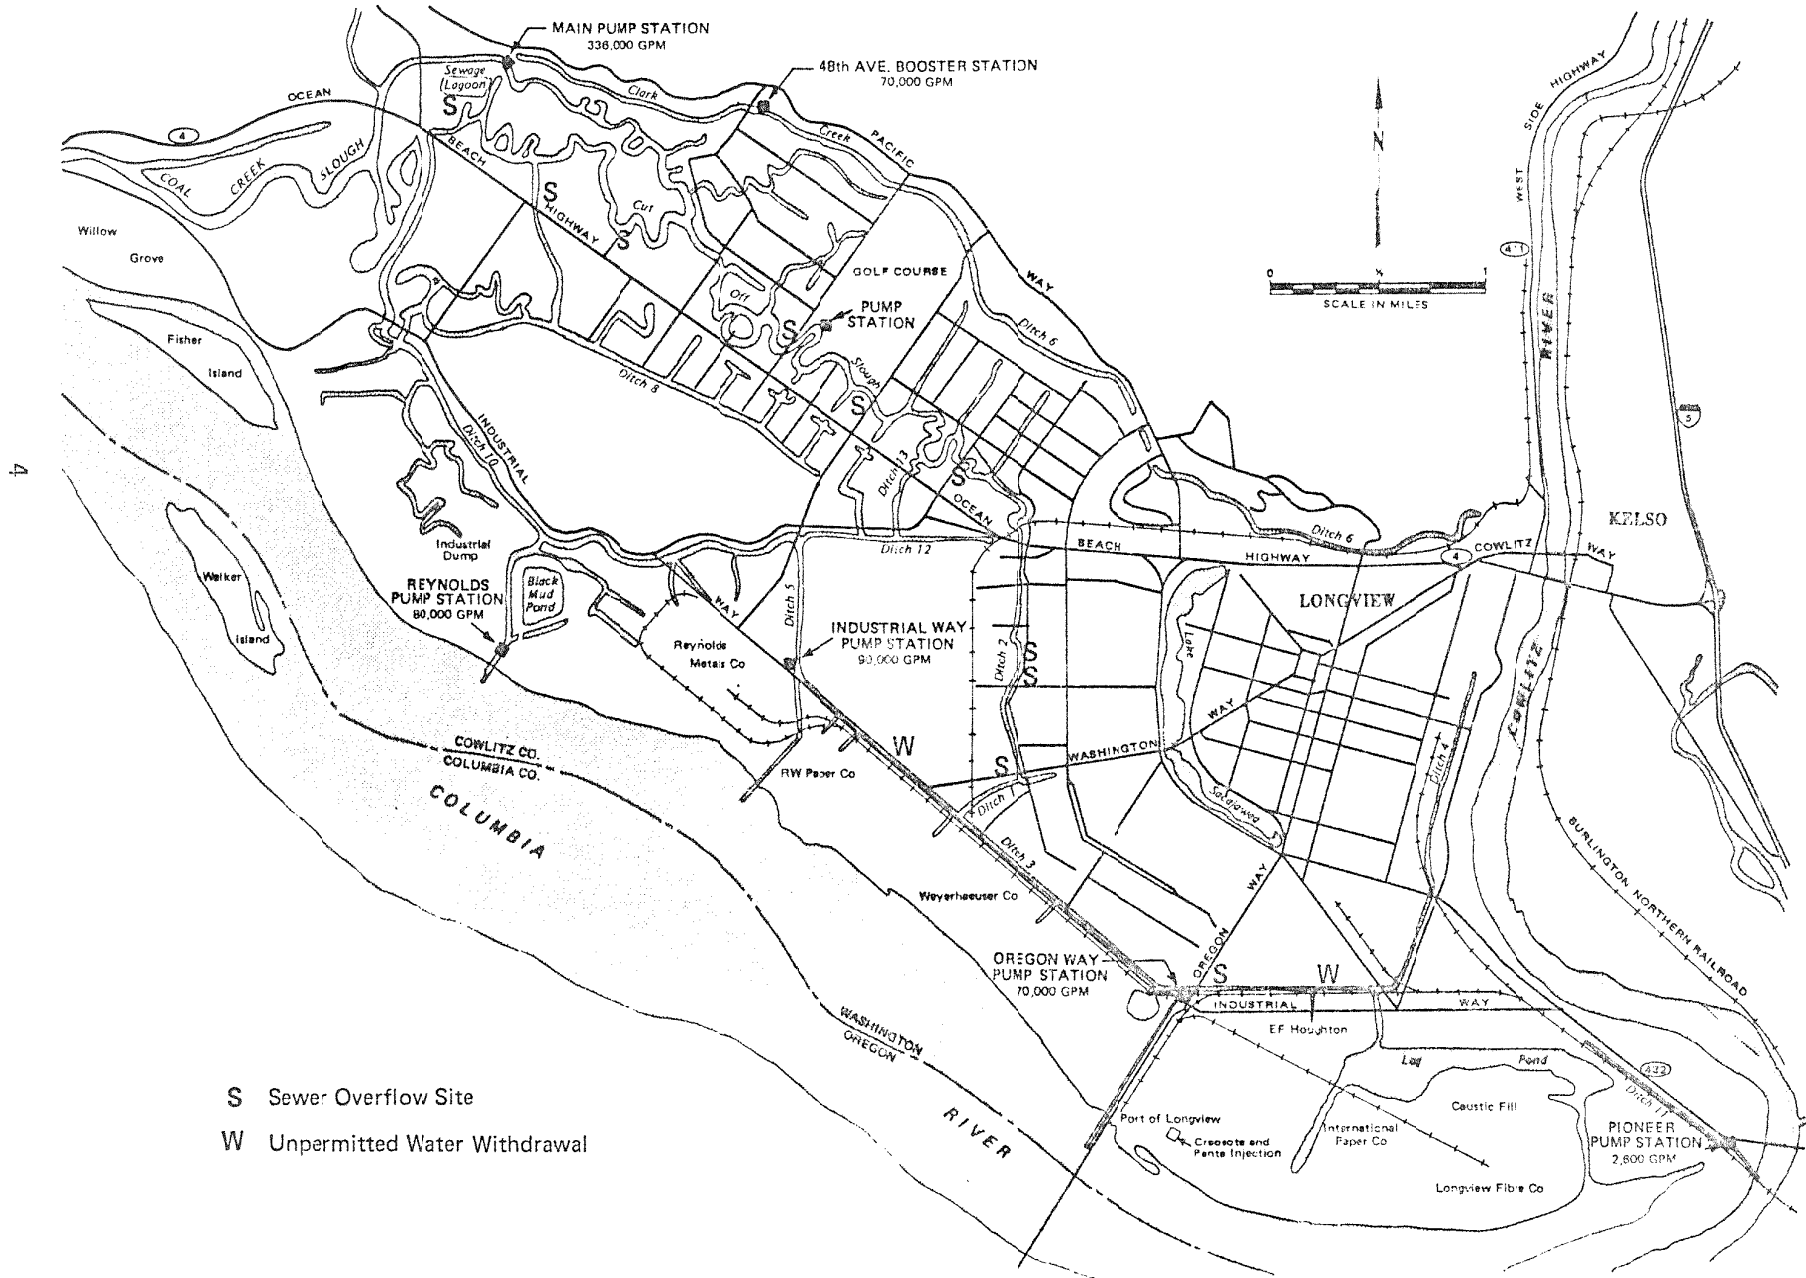 MAIN PUMP STATION
336,000 GPM
48th AVE. BOOSTER STATION
70,000 GPM
Sewage
Lagoon
S
Clark
Creek
PACIFIC
WAY
OCEAN
4
BEACH
HIGHWAY
COAL
CREEK
SLOUGH
S
Cut
S
Willow
Grove
GOLF COURSE
Off
PUMP
STATION
S
Slough
S
Fisher
Island
Ditch 6
Ditch 8
N
0 ½ 1
SCALE IN MILES
WEST
SIDE HIGHWAY
411
RIVER
5
4
INDUSTRIAL
Ditch 10
WAY
Ditch 13
S
OCEAN
BEACH
HIGHWAY
Ditch 6
4
COWLITZ
WAY
KELSO
Industrial
Dump
Ditch 12
Walker
Island
REYNOLDS
PUMP STATION
80,000 GPM
Black
Mud
Pond
Ditch 5
LONGVIEW
Reynolds
Metals Co
INDUSTRIAL WAY
PUMP STATION
90,000 GPM
Ditch 2
S
S
Lake
COWLITZ
COWLITZ CO.
COLUMBIA CO.
W
WASHINGTON
WAY
Ditch 4
RW Paper Co
S
Ditch 1
Sacajawea
COLUMBIA
Ditch 3
BURLINGTON NORTHERN RAILROAD
Weyerhaeuser Co
OREGON
WAY
OREGON WAY
PUMP STATION
70,000 GPM
S
W
INDUSTRIAL
WAY
EF Houghton
WASHINGTON
OREGON
Log
Pond
432
Ditch 11
S Sewer Overflow Site
W Unpermitted Water Withdrawal
RIVER
Port of Longview
Creosote and
Penta Injection
International
Paper Co
Caustic Fill
PIONEER
PUMP STATION
2,600 GPM
Longview Fibre Co